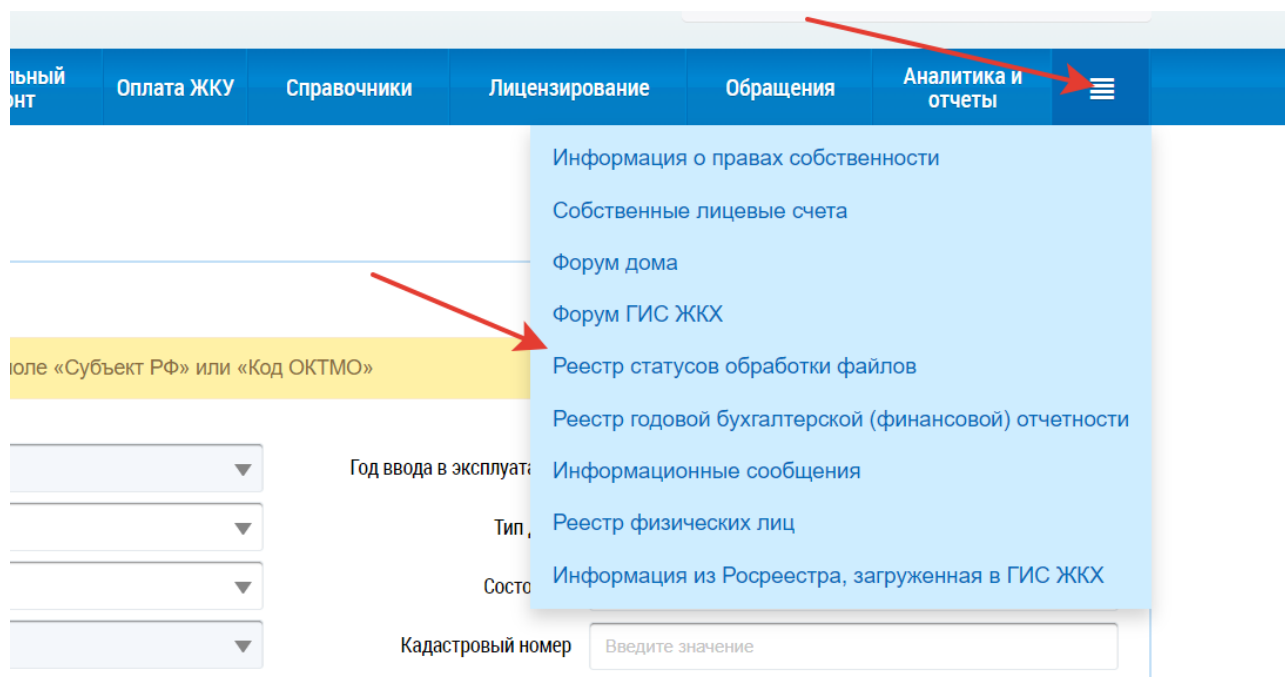 льный
онт
Оплата ЖКУ
Справочники
Лицензирование
Обращения
Аналитика и
отчеты
Информация о правах собственности
Собственные лицевые счета
Форум дома
Форум ГИС ЖКХ
поле «Субъект РФ» или «Код ОКТМО»
Реестр статусов обработки файлов
Реестр годовой бухгалтерской (финансовой) отчетности
Год ввода в эксплуата
Информационные сообщения
Тип
Реестр физических лиц
Состо
Информация из Росреестра, загруженная в ГИС ЖКХ
Кадастровый номер
Введите значение